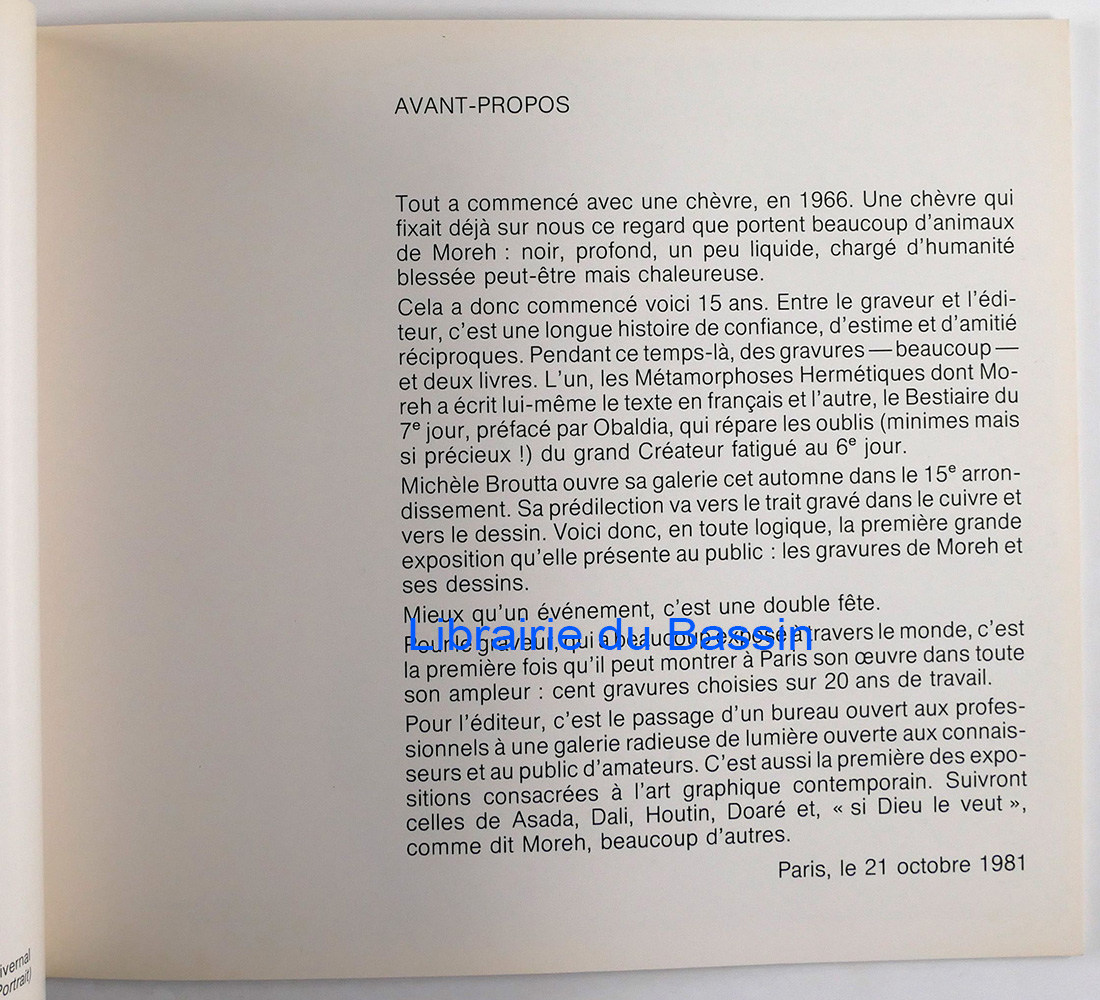 AVANT-PROPOS
Tout a commencé avec une chèvre, en 1966. Une chèvre qui
fixait déjà sur nous ce regard que portent beaucoup d'animaux
de Moreh : noir, profond, un peu liquide, chargé d'humanité
blessée peut-être mais chaleureuse.
Cela a donc commencé voici 15 ans. Entre le graveur et l'édi-
teur, c'est une longue histoire de confiance, d'estime et d'amitié
réciproques. Pendant ce temps-là, des gravures — beaucoup —
et deux livres. L'un, les Métamorphoses Hermétiques dont Mo-
reh a écrit lui-même le texte en français et l'autre, le Bestiaire du
7e jour, préfacé par Obaldia, qui répare les oublis (minimes mais
si précieux !) du grand Créateur fatigué au 6e jour.
Michèle Broutta ouvre sa galerie cet automne dans le 15e arron-
dissement. Sa prédilection va vers le trait gravé dans le cuivre et
vers le dessin. Voici donc, en toute logique, la première grande
exposition qu'elle présente au public : les gravures de Moreh et
ses dessins.
Mieux qu'un événement, c'est une double fête.
Librairie du Bassin
Pour le graveur, qui a beaucoup exposé à travers le monde, c'est
la première fois qu'il peut montrer à Paris son œuvre dans toute
son ampleur : cent gravures choisies sur 20 ans de travail.
Pour l'éditeur, c'est le passage d'un bureau ouvert aux profes-
sionnels à une galerie radieuse de lumière ouverte aux connais-
seurs et au public d'amateurs. C'est aussi la première des expo-
sitions consacrées à l'art graphique contemporain. Suivront
celles de Asada, Dali, Houtin, Doaré et, « si Dieu le veut »,
comme dit Moreh, beaucoup d'autres.
Paris, le 21 octobre 1981
ivernal
Portrait)